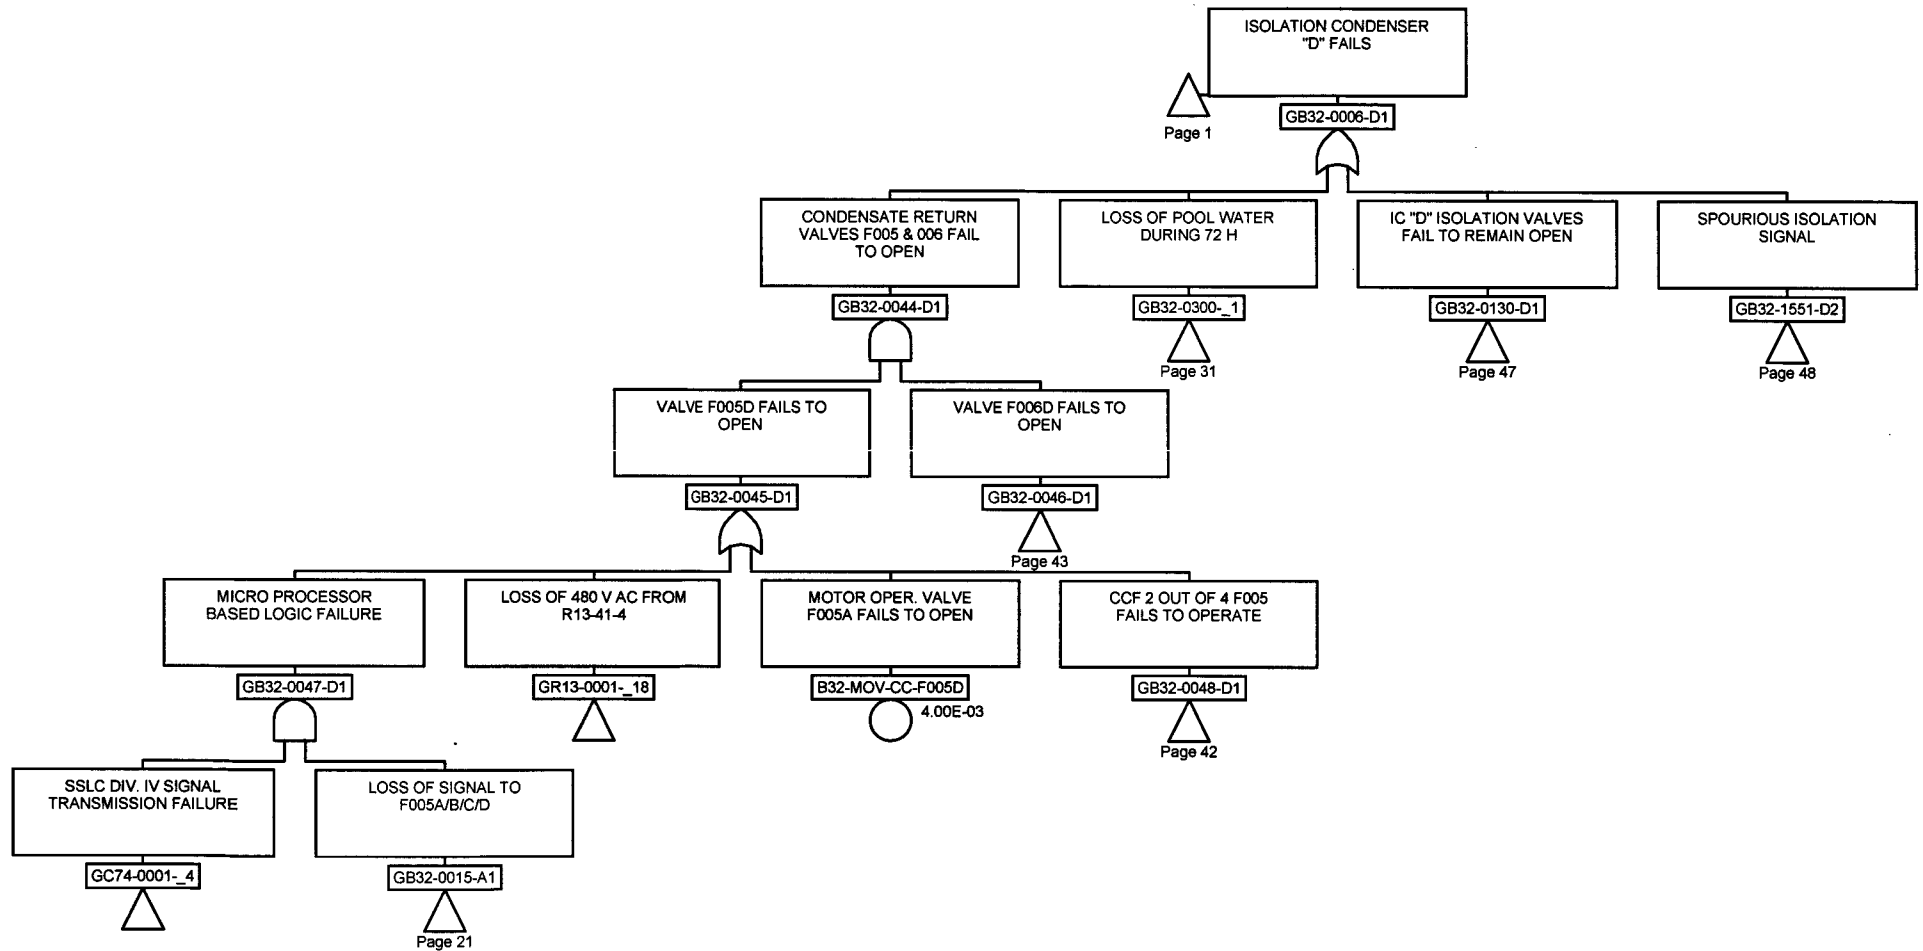 ISOLATION CONDENSER
"D" FAILS
Page 1
GB32-0006-D1
CONDENSATE RETURN
VALVES F005 & 006 FAIL
TO OPEN
GB32-0044-D1
LOSS OF POOL WATER
DURING 72 H
GB32-0300-_1
Page 31
IC "D" ISOLATION VALVES
FAIL TO REMAIN OPEN
GB32-0130-D1
Page 47
SPOURIOUS ISOLATION
SIGNAL
GB32-1551-D2
Page 48
VALVE F005D FAILS TO
OPEN
GB32-0045-D1
VALVE F006D FAILS TO
OPEN
GB32-0046-D1
Page 43
MICRO PROCESSOR
BASED LOGIC FAILURE
GB32-0047-D1
LOSS OF 480 V AC FROM
R13-41-4
GR13-0001-_18
MOTOR OPER. VALVE
F005A FAILS TO OPEN
B32-MOV-CC-F005D
4.00E-03
CCF 2 OUT OF 4 F005
FAILS TO OPERATE
GB32-0048-D1
Page 42
SSLC DIV. IV SIGNAL
TRANSMISSION FAILURE
GC74-0001-_4
LOSS OF SIGNAL TO
F005A/B/C/D
GB32-0015-A1
Page 21